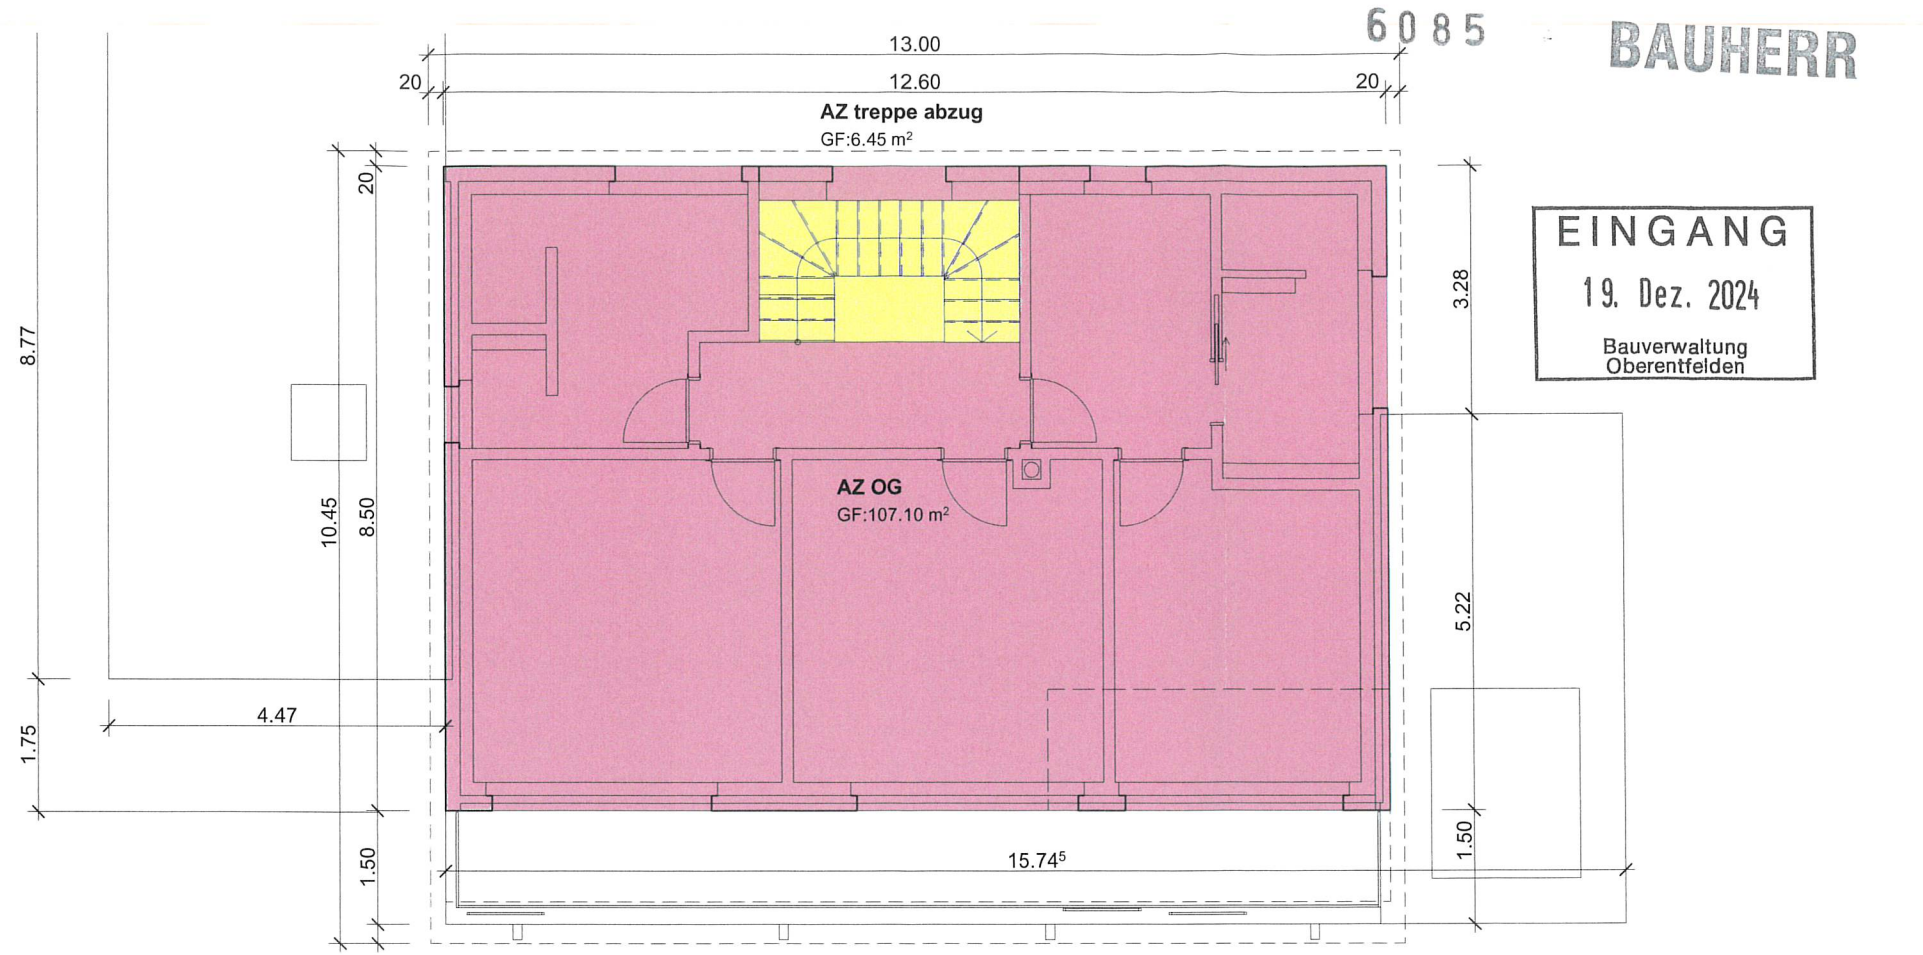 6085
BAUHERR
13.00
20
12.60
20
AZ treppe abzug
GF:6.45 m²
20
EINGANG
19. Dez. 2024
Bauverwaltung
Oberentfelden
3.28
8.77
10.45
8.50
AZ OG
GF:107.10 m²
5.22
4.47
1.75
1.50
15.74⁵
1.50